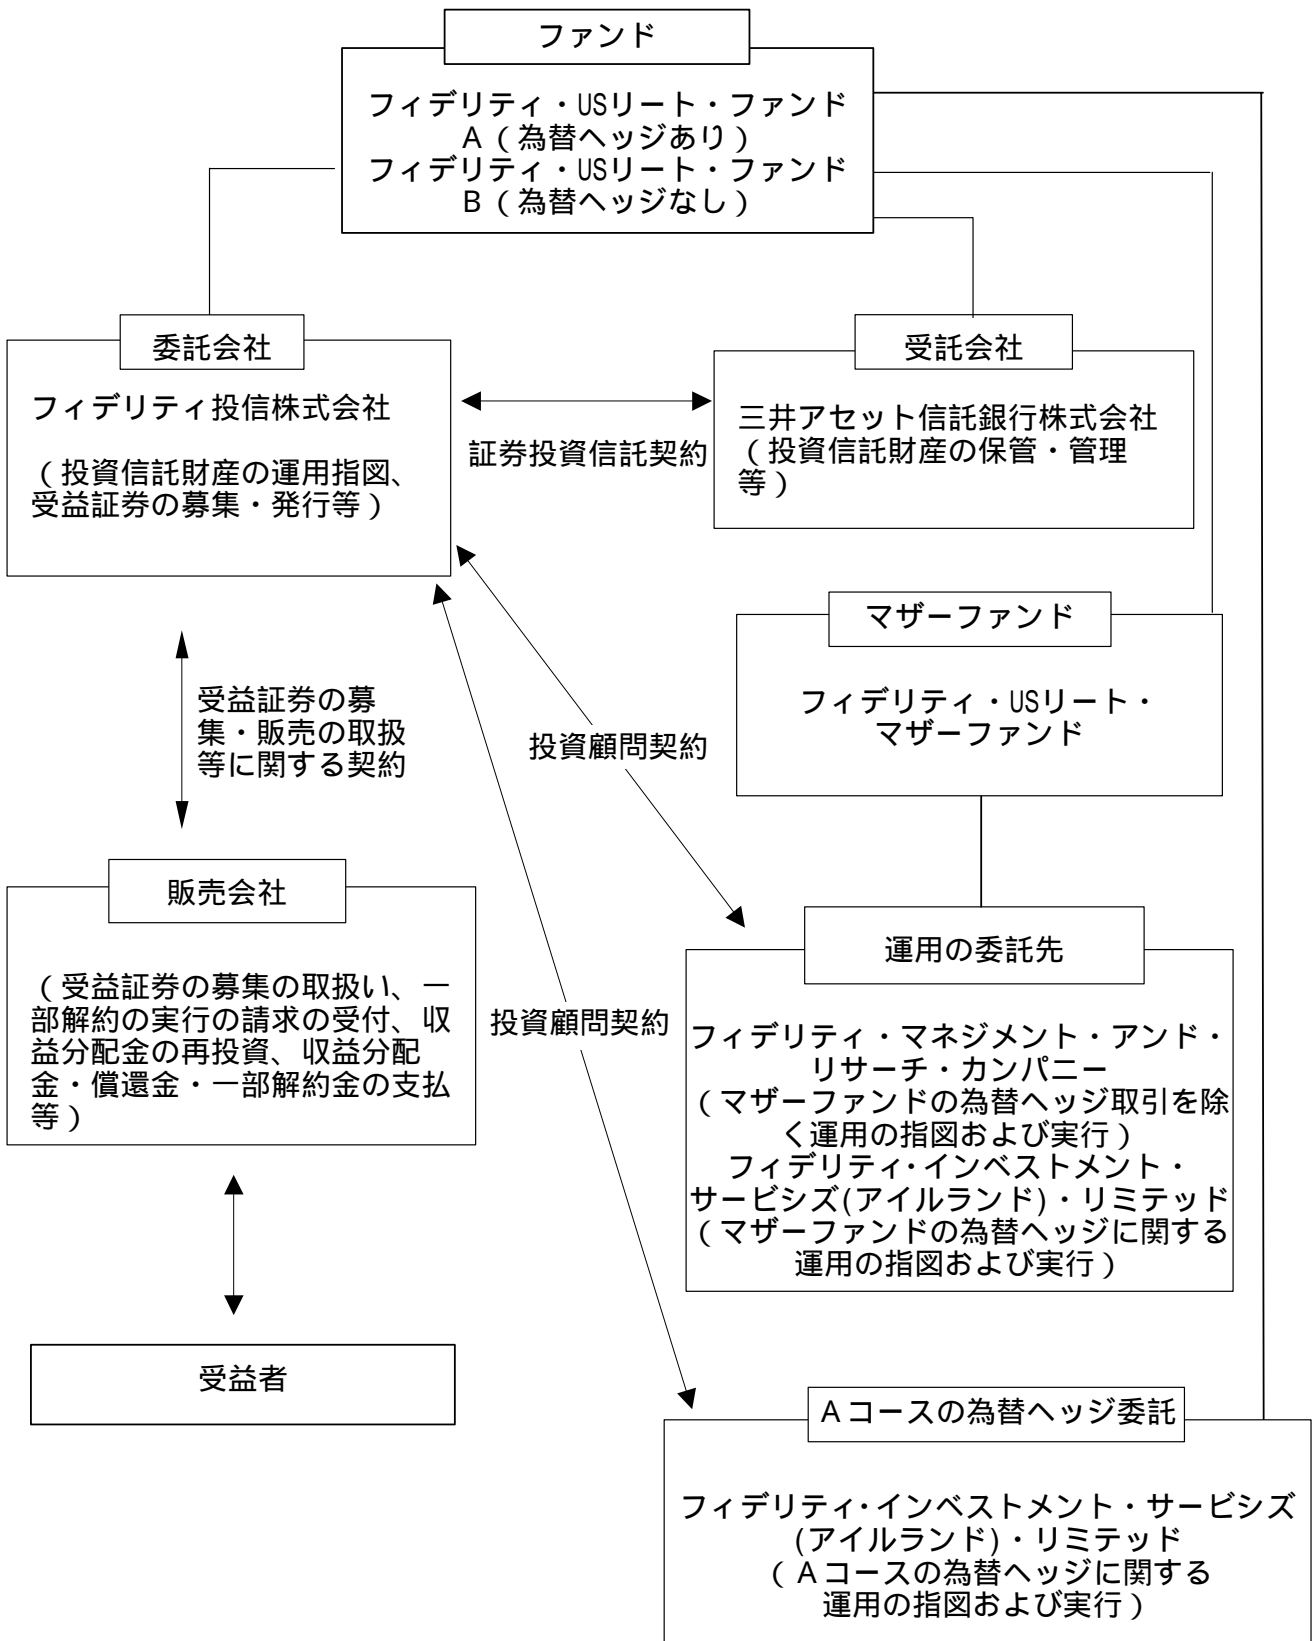 ファンド
フィデリティ・USリート・ファンド
A（為替ヘッジあり）
フィデリティ・USリート・ファンド
B（為替ヘッジなし）
委託会社
フィデリティ投信株式会社
（投資信託財産の運用指図、
受益証券の募集・発行等）
証券投資信託契約
受託会社
三井アセット信託銀行株式会社
（投資信託財産の保管・管理
等）
マザーファンド
フィデリティ・USリート・
マザーファンド
受益証券の募
集・販売の取扱
等に関する契約
投資顧問契約
販売会社
（受益証券の募集の取扱い、一
部解約の実行の請求の受付、収
益分配金の再投資、収益分配
金・償還金・一部解約金の支払
等）
投資顧問契約
運用の委託先
フィデリティ・マネジメント・アンド・
リサーチ・カンパニー
（マザーファンドの為替ヘッジ取引を除
く運用の指図および実行）
フィデリティ・インベストメント・
サービシズ(アイルランド)・リミテッド
（マザーファンドの為替ヘッジに関する
運用の指図および実行）
受益者
Aコースの為替ヘッジ委託
フィデリティ・インベストメント・サービシズ
(アイルランド)・リミテッド
（Aコースの為替ヘッジに関する
運用の指図および実行）